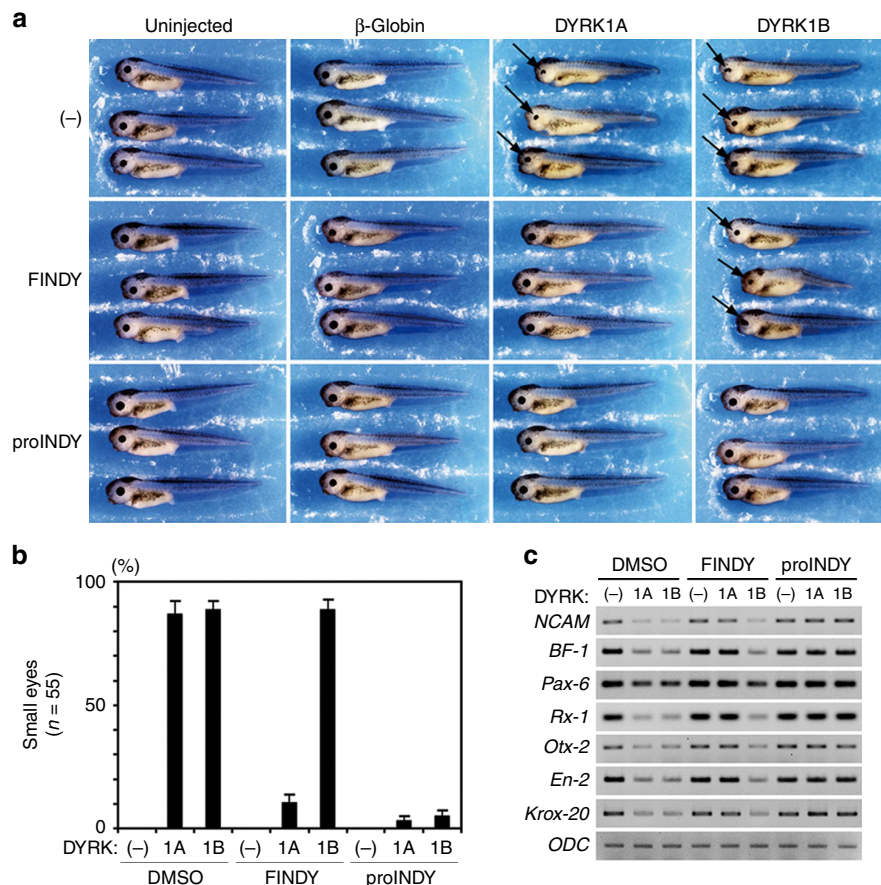 a
Uninjected β-Globin DYRK1A DYRK1B
(–)
FINDY
proINDY
b
(%)
100
50
0
Small eyes
(n = 55)
DYRK: (–) 1A 1B (–) 1A 1B (–) 1A 1B
DMSO FINDY proINDY
c
DMSO FINDY proINDY
DYRK: (–) 1A 1B (–) 1A 1B (–) 1A 1B
NCAM
BF-1
Pax-6
Rx-1
Otx-2
En-2
Krox-20
ODC